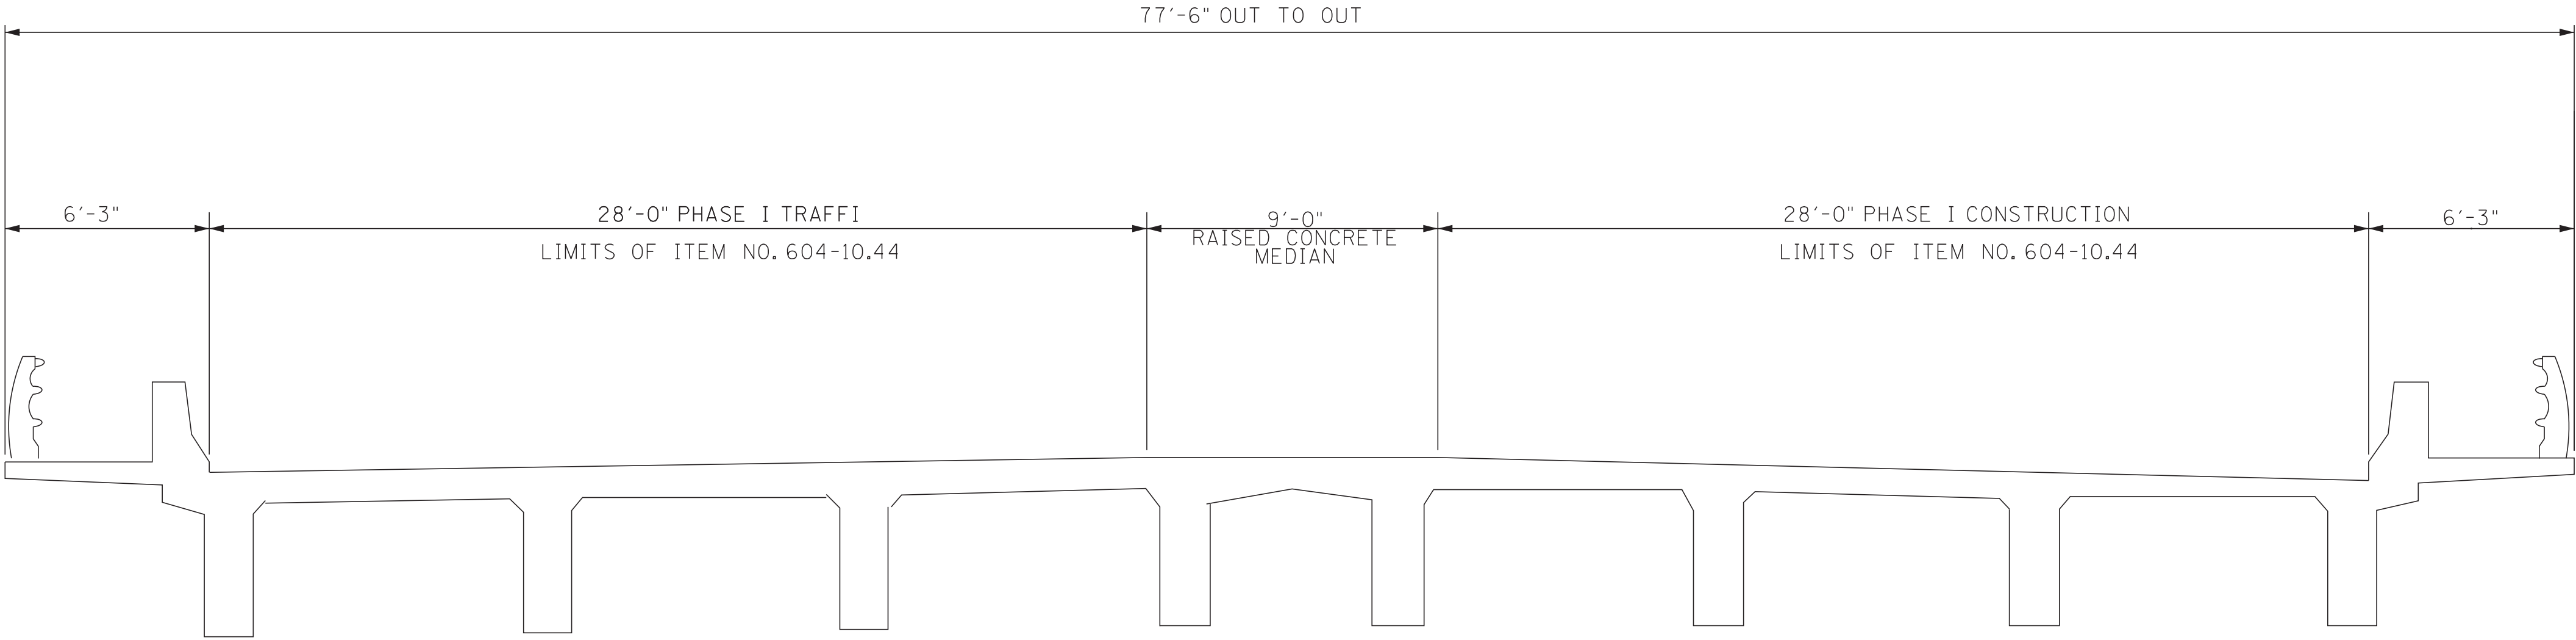 77'-6" OUT TO OUT
6'-3"
28'-0" PHASE I TRAFFI
LIMITS OF ITEM NO. 604-10.44
9'-0"
RAISED CONCRETE
MEDIAN
28'-0" PHASE I CONSTRUCTION
LIMITS OF ITEM NO. 604-10.44
6'-3"